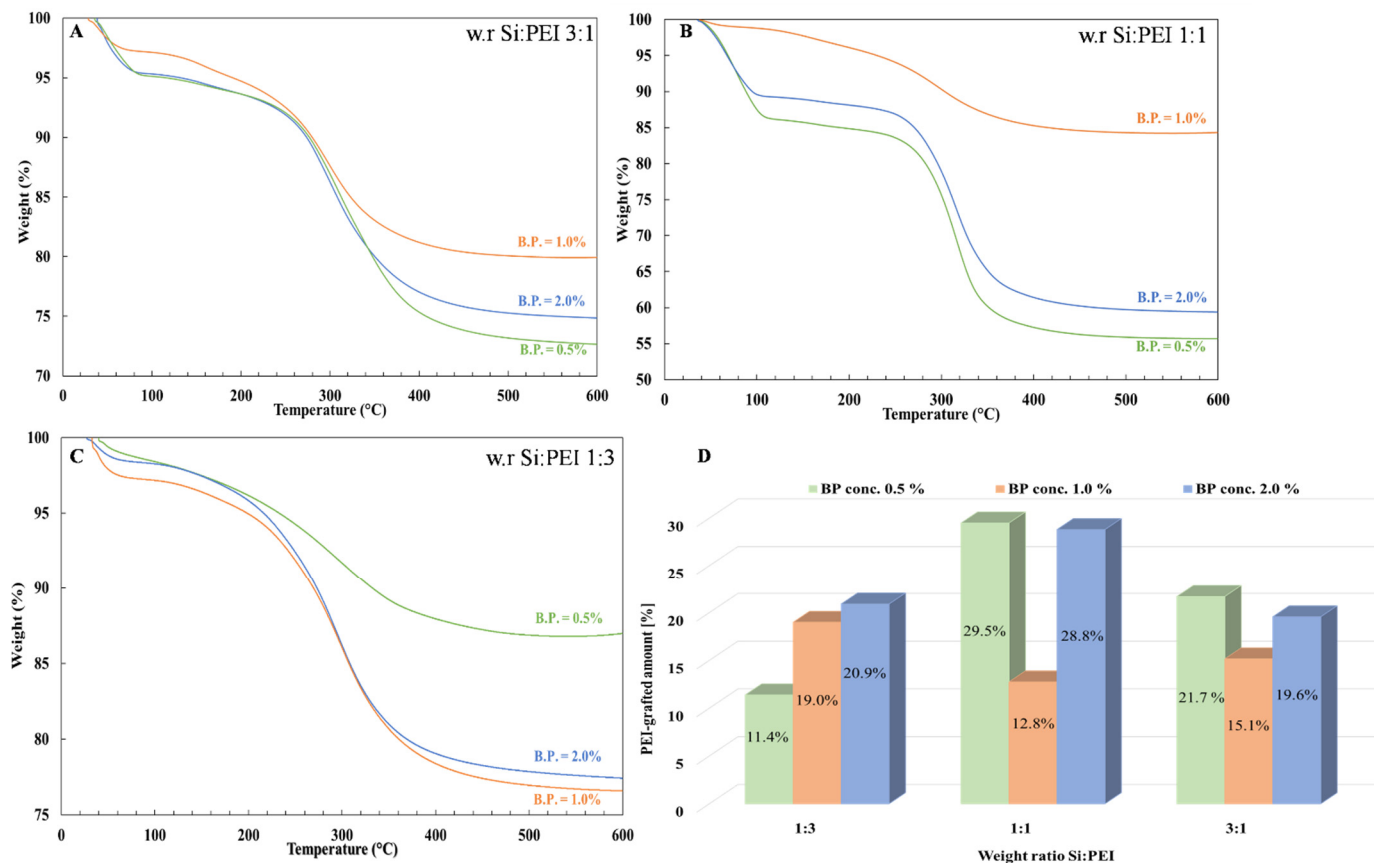 A
w.r Si:PEI 3:1
100
95
90
85
80
75
70
Weight (%)
B.P. = 1.0%
B.P. = 2.0%
B.P. = 0.5%
0 100 200 300 400 500 600
Temperature (°C)
B
w.r Si:PEI 1:1
100
95
90
85
80
75
70
65
60
55
50
Weight (%)
B.P. = 1.0%
B.P. = 2.0%
B.P. = 0.5%
0 100 200 300 400 500 600
Temperature (°C)
C
w.r Si:PEI 1:3
100
95
90
85
80
75
Weight (%)
B.P. = 0.5%
B.P. = 2.0%
B.P. = 1.0%
0 100 200 300 400 500 600
Temperature (°C)
D
BP conc. 0.5 % BP conc. 1.0 % BP conc. 2.0 %
30
25
20
15
10
5
0
PEI-grafted amount [%]
11.4% 19.0% 20.9%
29.5% 12.8% 28.8%
21.7 % 15.1% 19.6%
1:3 1:1 3:1
Weight ratio Si:PEI